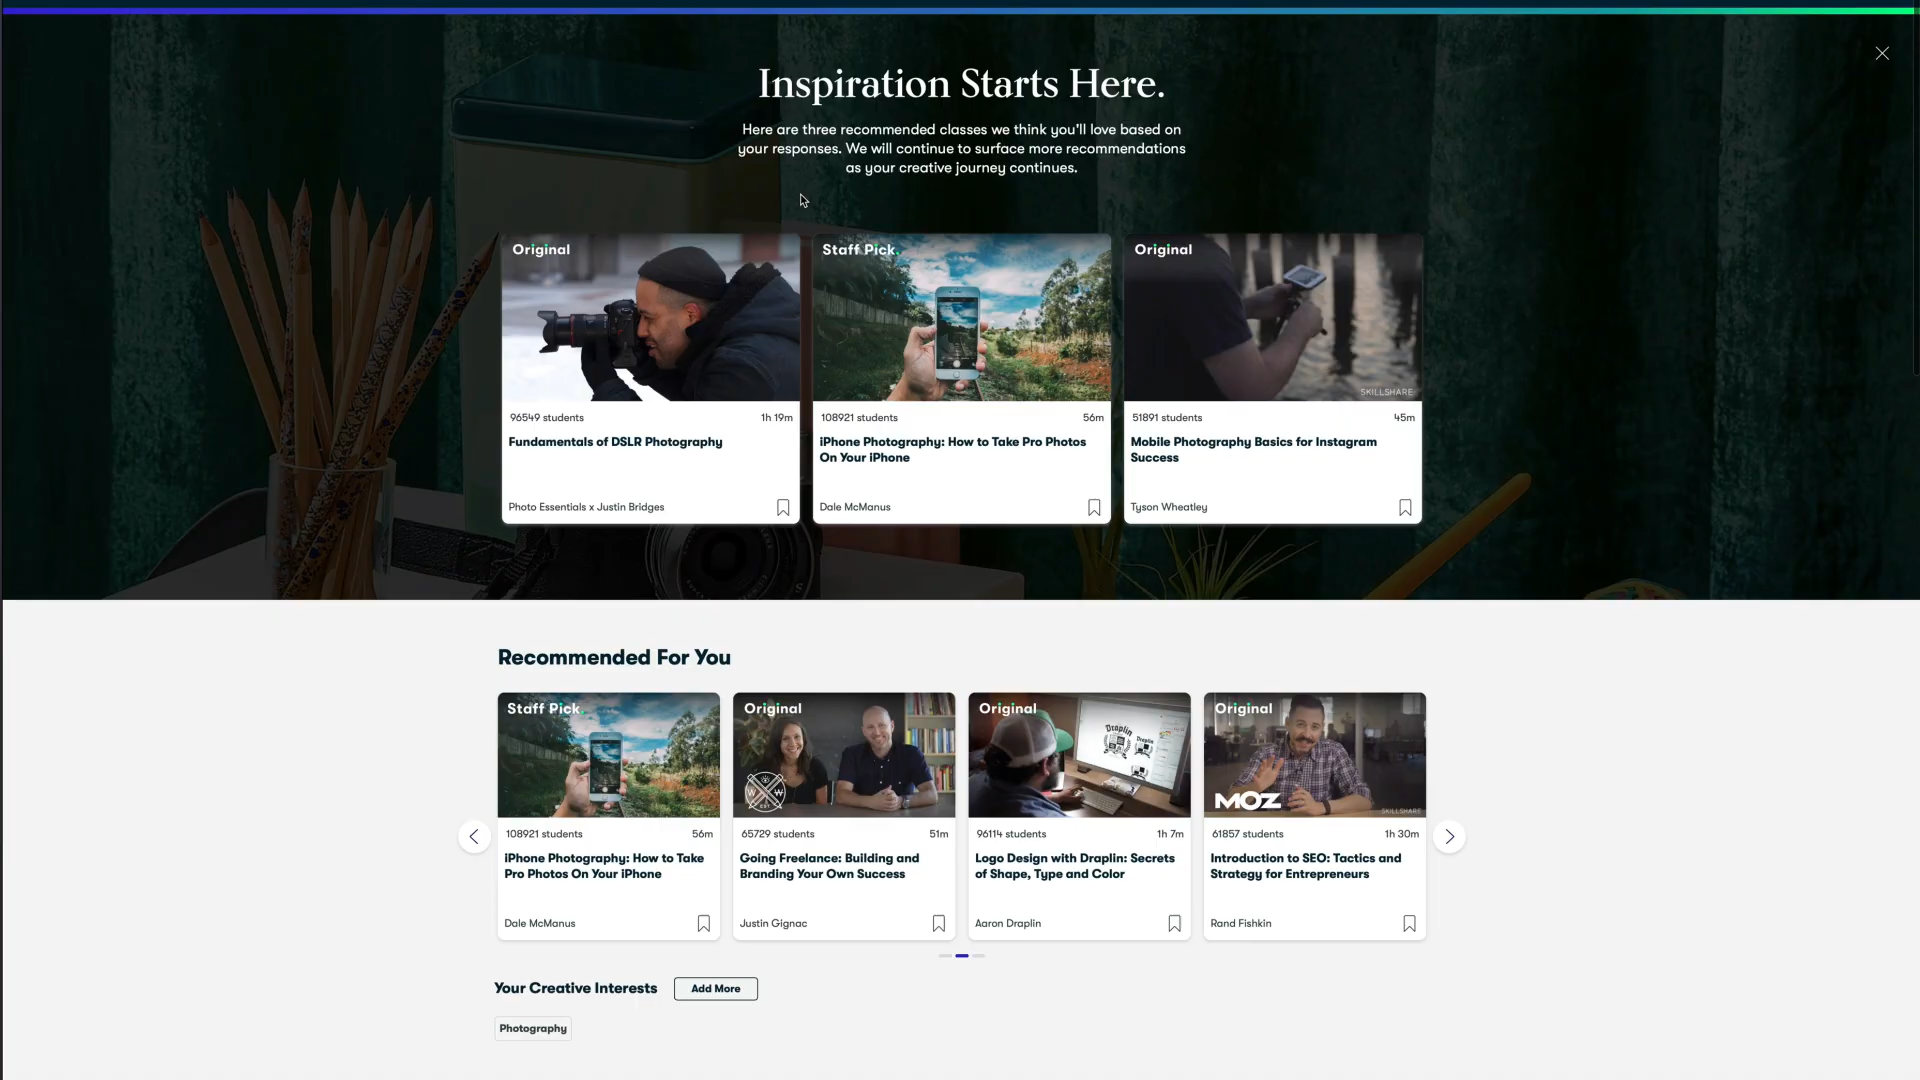 Inspiration Starts Here.
Here are three recommended classes we think you'll love based on
your responses. We will continue to surface more recommendations
as your creative journey continues.
Original
Staff Pick.
Original
SKILLSHARE
96549 students 1h 19m
108921 students 56m
51891 students 45m
Fundamentals of DSLR Photography
iPhone Photography: How to Take Pro Photos
On Your iPhone
Mobile Photography Basics for Instagram
Success
Photo Essentials x Justin Bridges
Dale McManus
Tyson Wheatley
Recommended For You
Staff Pick.
Original
Original
Original
Draplin
Draplin
W W
EST
MOZ
SKILLSHARE
108921 students 56m
65729 students 51m
96114 students 1h 7m
61857 students 1h 30m
iPhone Photography: How to Take
Pro Photos On Your iPhone
Going Freelance: Building and
Branding Your Own Success
Logo Design with Draplin: Secrets
of Shape, Type and Color
Introduction to SEO: Tactics and
Strategy for Entrepreneurs
Dale McManus
Justin Gignac
Aaron Draplin
Rand Fishkin
Your Creative Interests
Add More
Photography